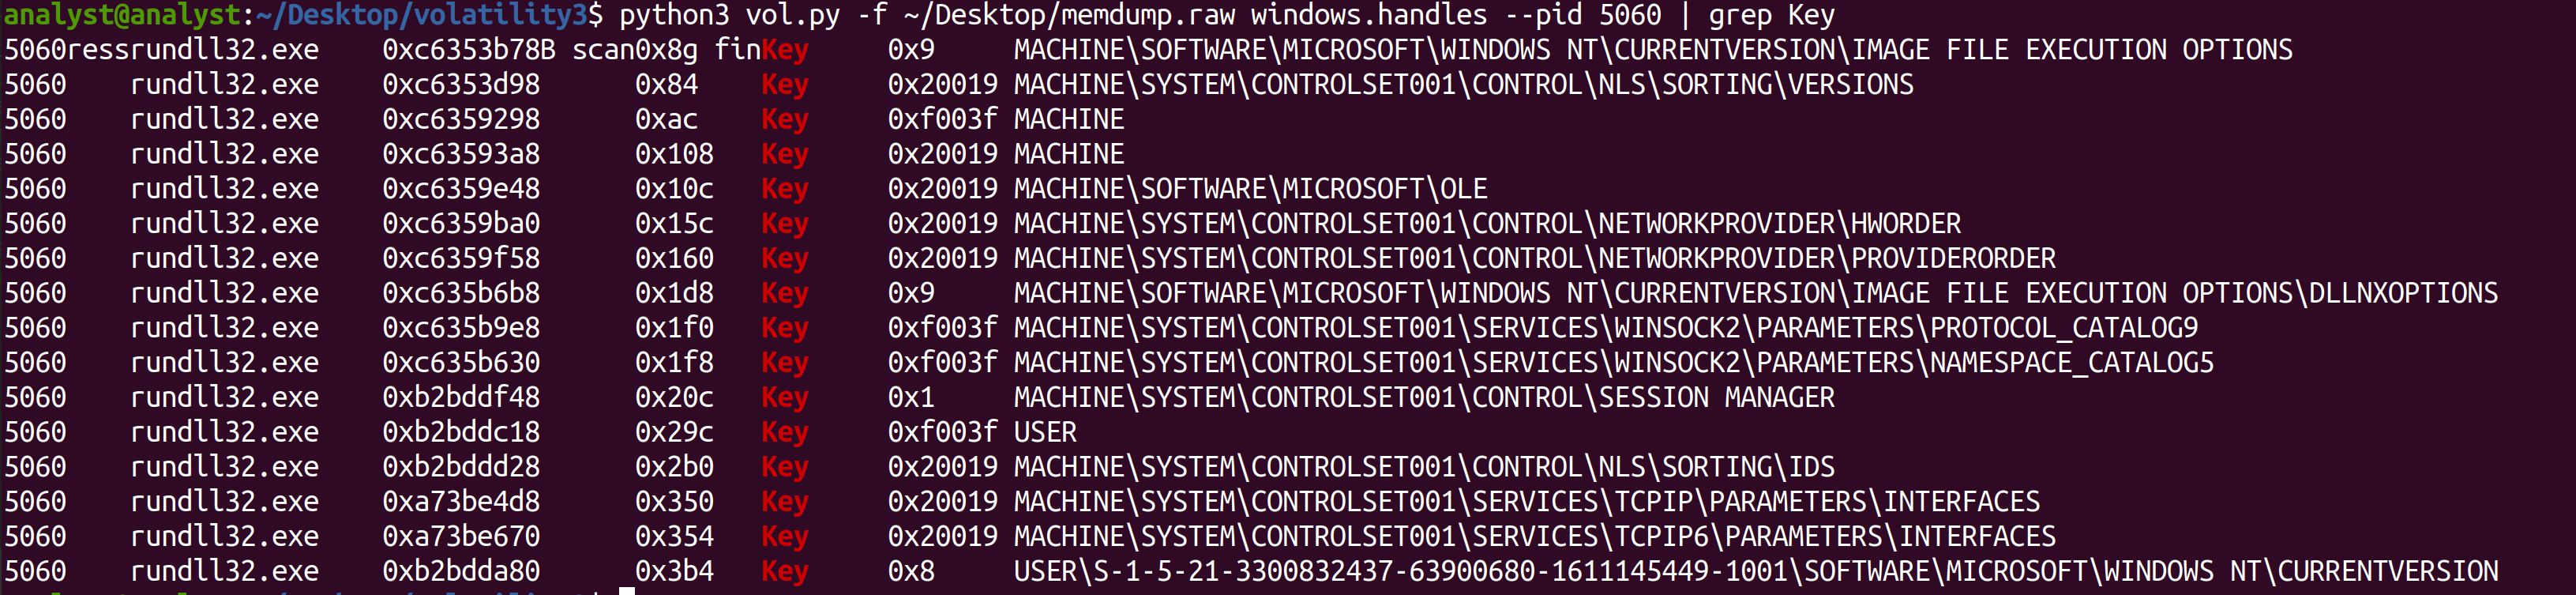 analyst@analyst:~/Desktop/volatility3$ python3 vol.py -f ~/Desktop/memdump.raw windows.handles --pid 5060 | grep Key
5060ressrundll32.exe 0xc6353b78B scan0x8g finKey 0x9 MACHINE\SOFTWARE\MICROSOFT\WINDOWS NT\CURRENTVERSION\IMAGE FILE EXECUTION OPTIONS
5060 rundll32.exe 0xc6353d98 0x84 Key 0x20019 MACHINE\SYSTEM\CONTROLSET001\CONTROL\NLS\SORTING\VERSIONS
5060 rundll32.exe 0xc6359298 0xac Key 0xf003f MACHINE
5060 rundll32.exe 0xc63593a8 0x108 Key 0x20019 MACHINE
5060 rundll32.exe 0xc6359e48 0x10c Key 0x20019 MACHINE\SOFTWARE\MICROSOFT\OLE
5060 rundll32.exe 0xc6359ba0 0x15c Key 0x20019 MACHINE\SYSTEM\CONTROLSET001\CONTROL\NETWORKPROVIDER\HWORDER
5060 rundll32.exe 0xc6359f58 0x160 Key 0x20019 MACHINE\SYSTEM\CONTROLSET001\CONTROL\NETWORKPROVIDER\PROVIDERORDER
5060 rundll32.exe 0xc635b6b8 0x1d8 Key 0x9 MACHINE\SOFTWARE\MICROSOFT\WINDOWS NT\CURRENTVERSION\IMAGE FILE EXECUTION OPTIONS\DLLNXOPTIONS
5060 rundll32.exe 0xc635b9e8 0x1f0 Key 0xf003f MACHINE\SYSTEM\CONTROLSET001\SERVICES\WINSOCK2\PARAMETERS\PROTOCOL_CATALOG9
5060 rundll32.exe 0xc635b630 0x1f8 Key 0xf003f MACHINE\SYSTEM\CONTROLSET001\SERVICES\WINSOCK2\PARAMETERS\NAMESPACE_CATALOG5
5060 rundll32.exe 0xb2bddf48 0x20c Key 0x1 MACHINE\SYSTEM\CONTROLSET001\CONTROL\SESSION MANAGER
5060 rundll32.exe 0xb2bddc18 0x29c Key 0xf003f USER
5060 rundll32.exe 0xb2bddd28 0x2b0 Key 0x20019 MACHINE\SYSTEM\CONTROLSET001\CONTROL\NLS\SORTING\IDS
5060 rundll32.exe 0xa73be4d8 0x350 Key 0x20019 MACHINE\SYSTEM\CONTROLSET001\SERVICES\TCPIP\PARAMETERS\INTERFACES
5060 rundll32.exe 0xa73be670 0x354 Key 0x20019 MACHINE\SYSTEM\CONTROLSET001\SERVICES\TCPIP6\PARAMETERS\INTERFACES
5060 rundll32.exe 0xb2bdda80 0x3b4 Key 0x8 USER\S-1-5-21-3300832437-63900680-1611145449-1001\SOFTWARE\MICROSOFT\WINDOWS NT\CURRENTVERSION